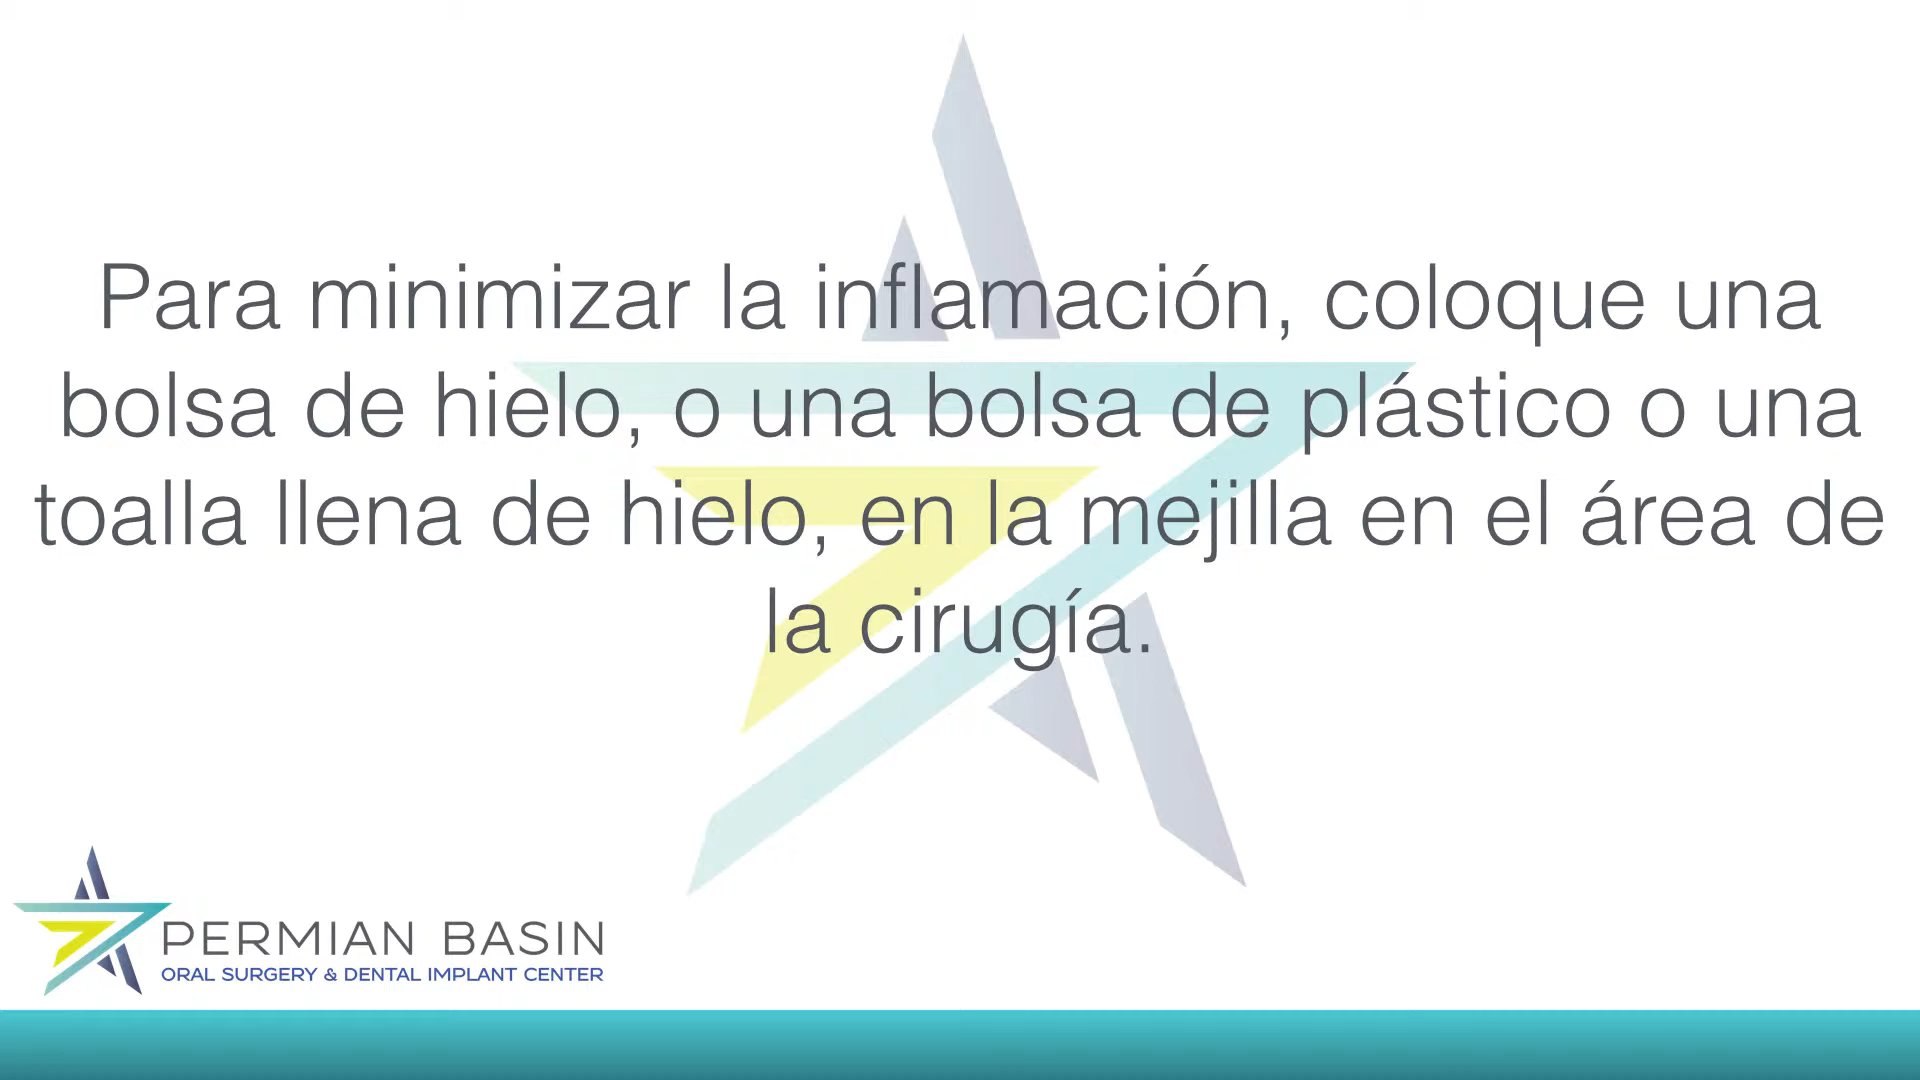 Para minimizar la inflamación, coloque una
bolsa de hielo, o una bolsa de plástico o una
toalla llena de hielo, en la mejilla en el área de
la cirugía.
PERMIAN BASIN
ORAL SURGERY & DENTAL IMPLANT CENTER